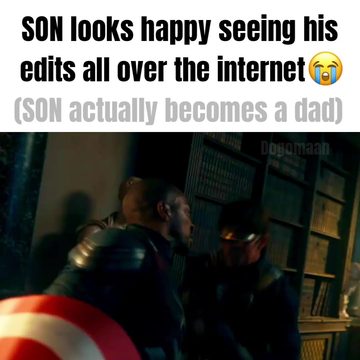 SON looks happy seeing his
edits all over the internet😭
(SON actually becomes a dad)
Dogomaan